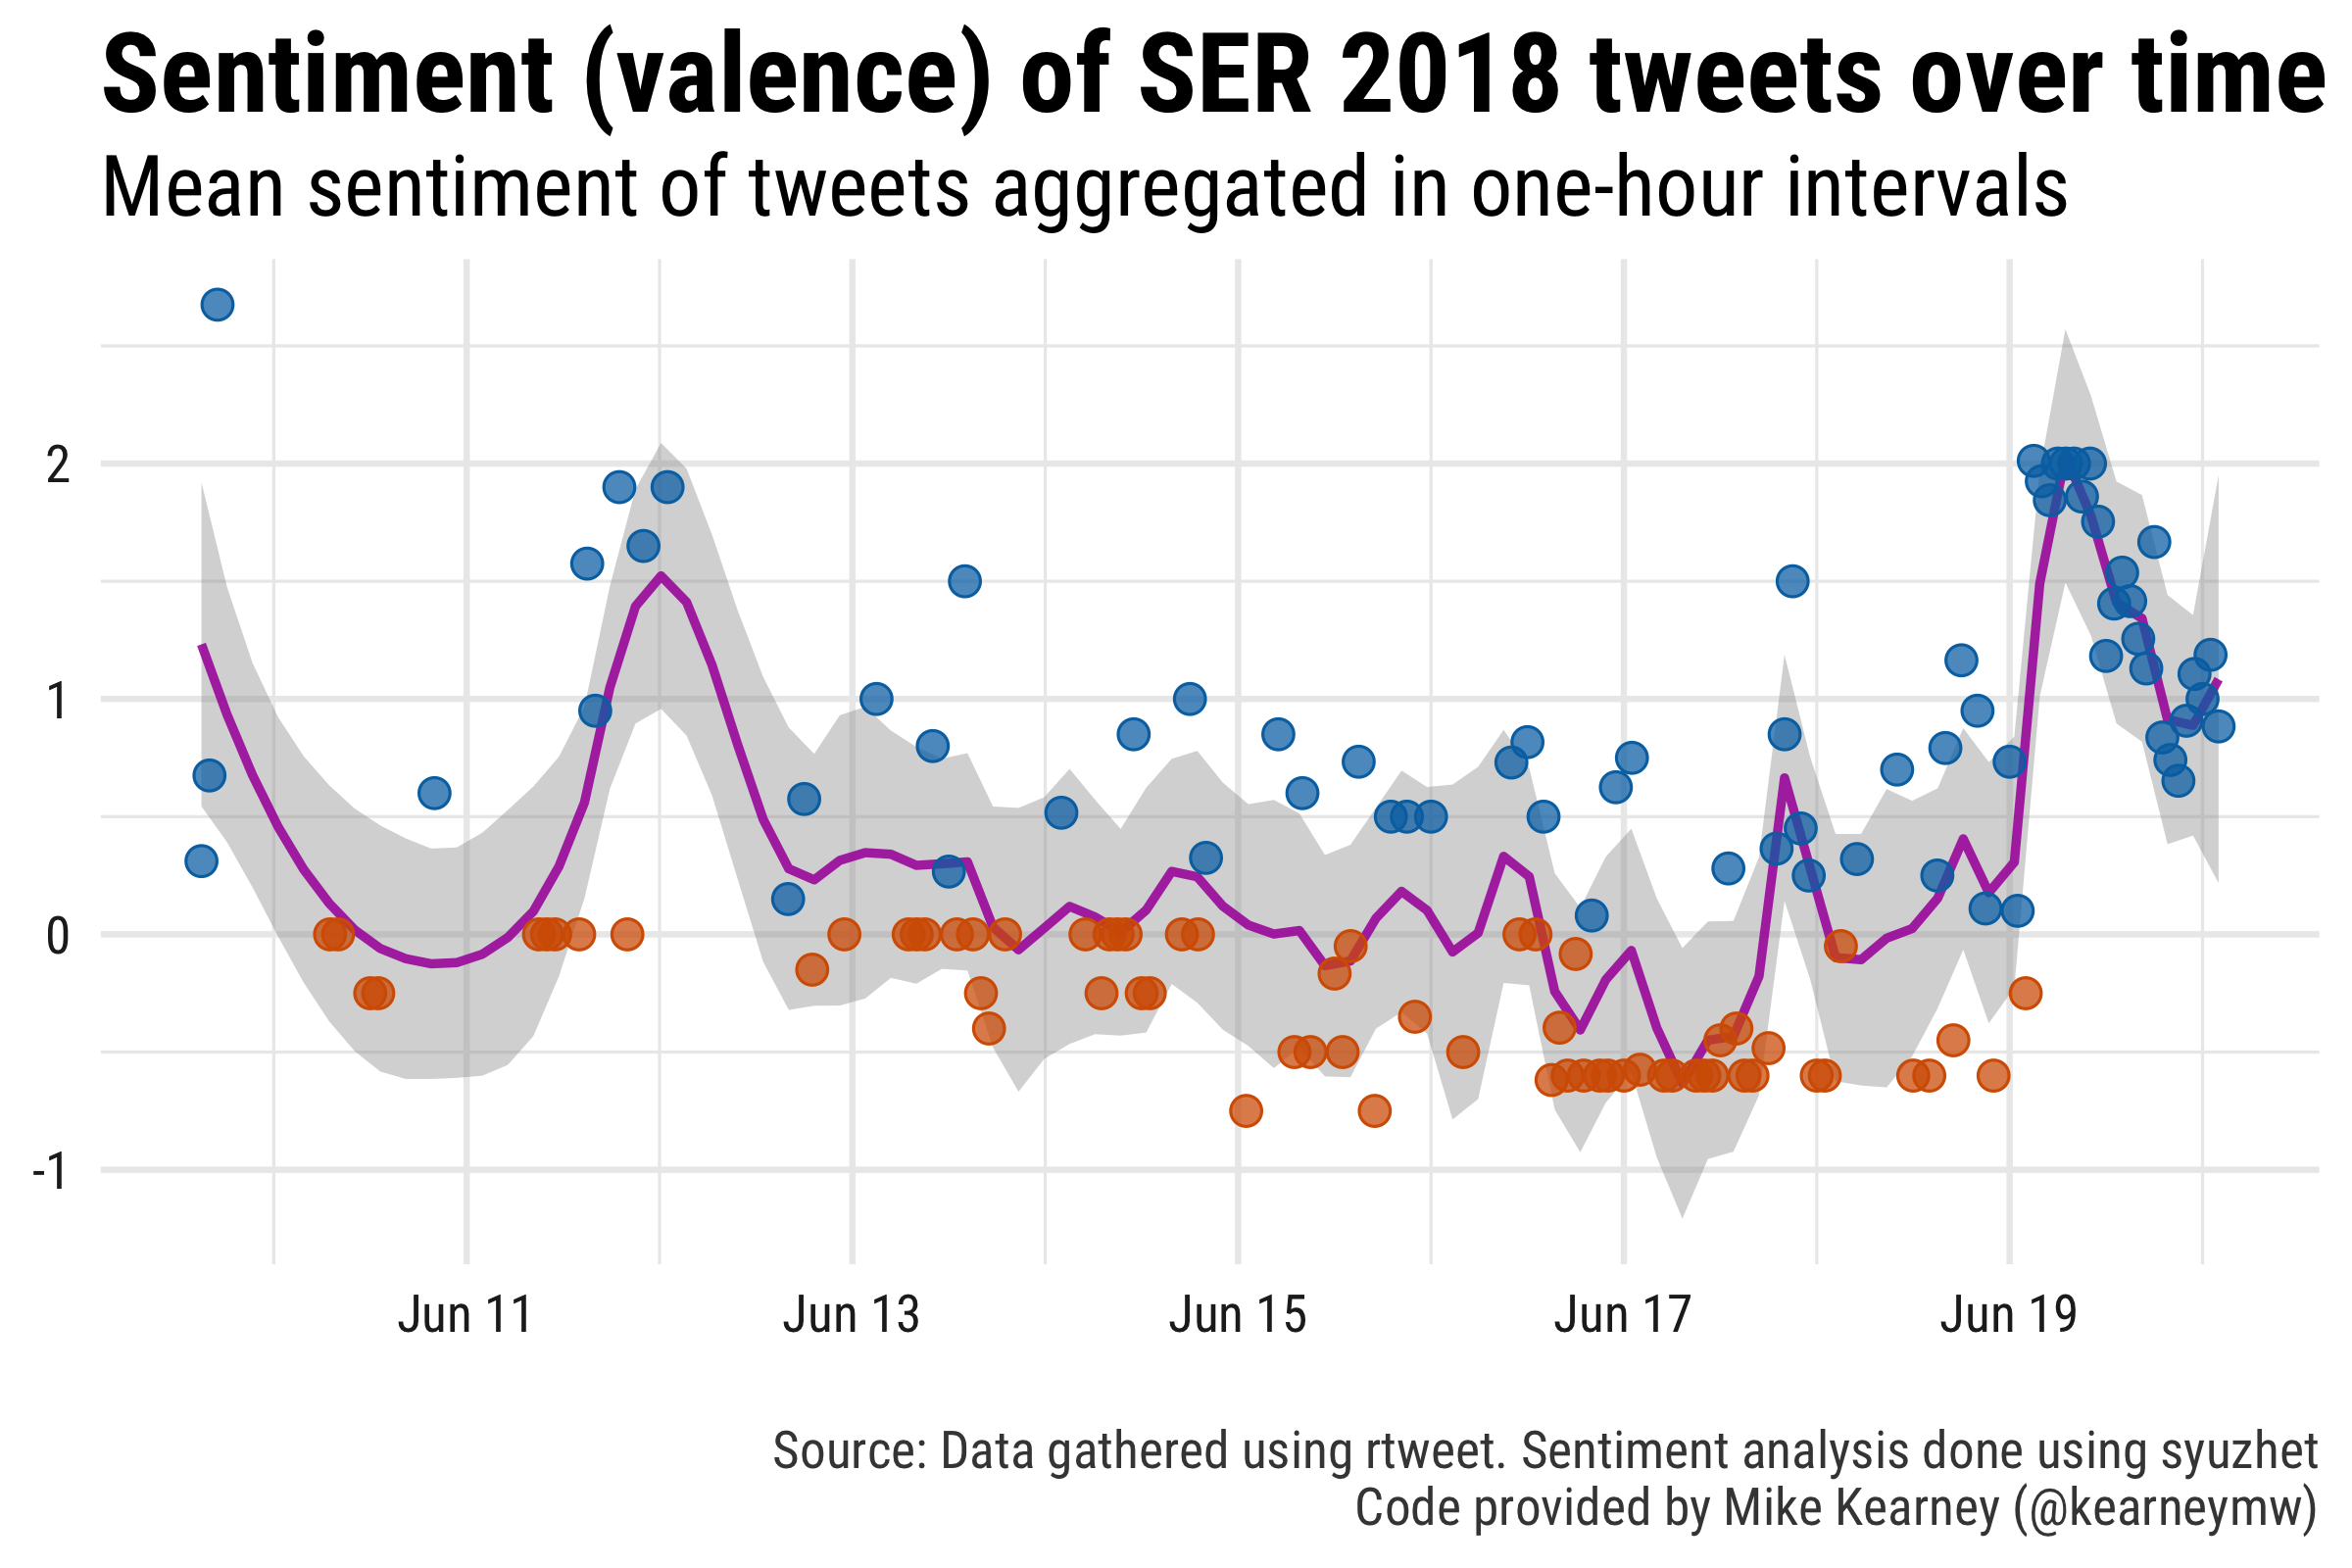 Sentiment (valence) of SER 2018 tweets over time
Mean sentiment of tweets aggregated in one-hour intervals
2
1
0
-1
Jun 11 Jun 13 Jun 15 Jun 17 Jun 19
Source: Data gathered using rtweet. Sentiment analysis done using syuzhet
Code provided by Mike Kearney (@kearneymw)